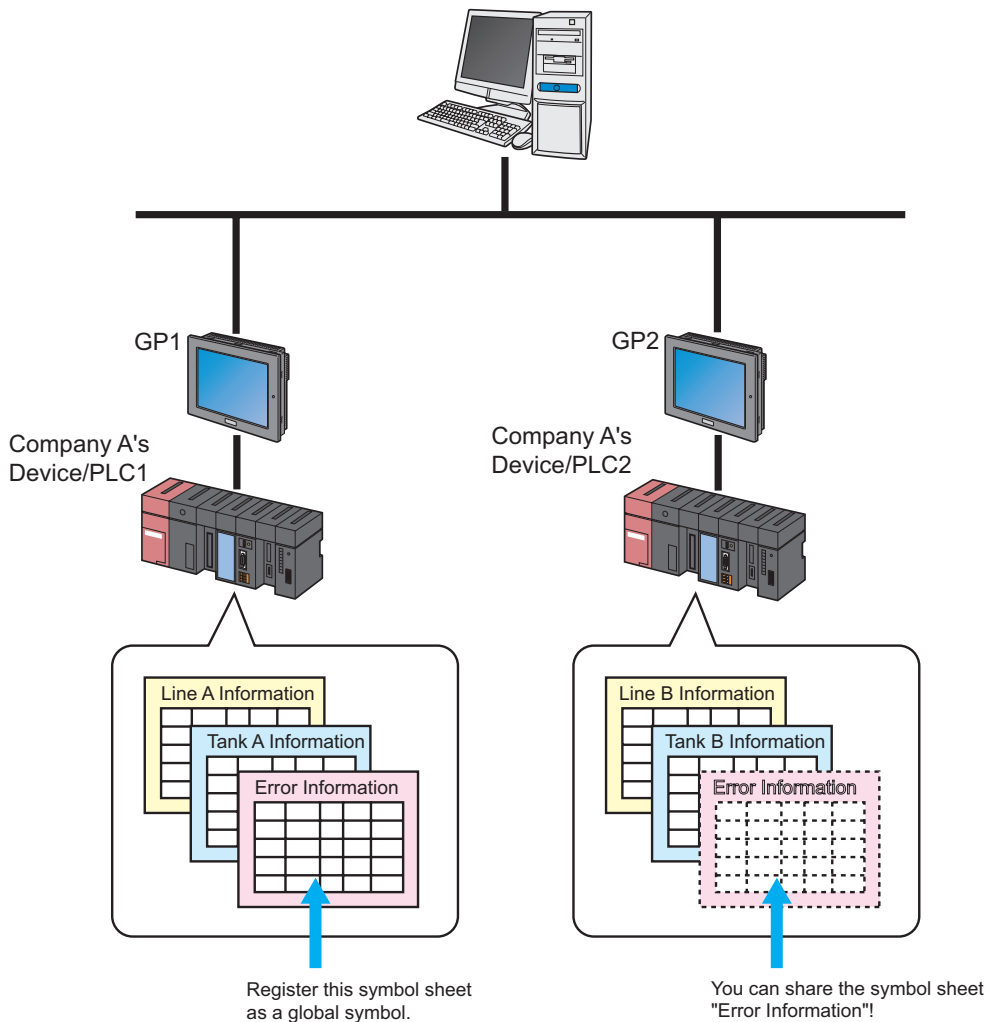 GP1
GP2
Company A's
Device/PLC1
Company A's
Device/PLC2
Line A Information
Tank A Information
Error Information
Line B Information
Tank B Information
Error Information
Register this symbol sheet
as a global symbol.
You can share the symbol sheet
"Error Information"!